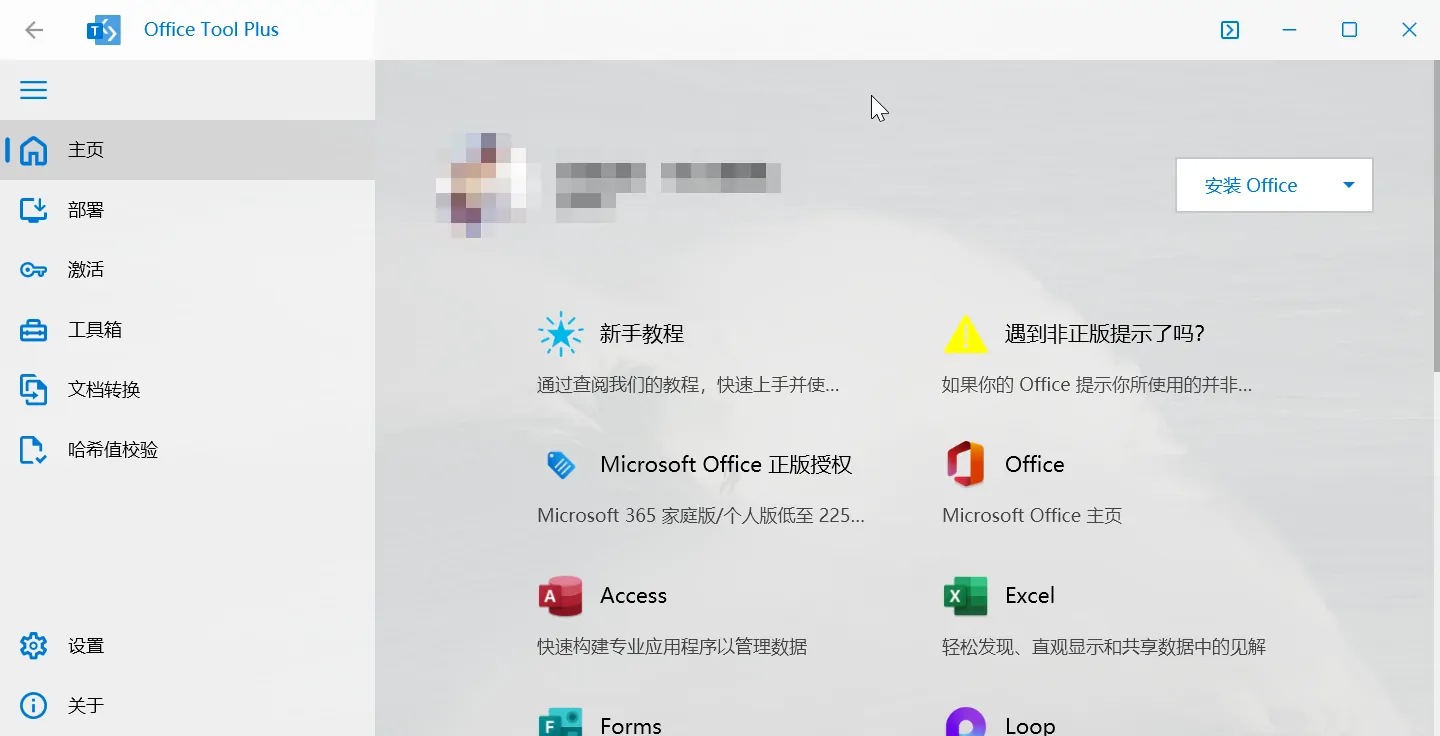 Office Tool Plus
主页
部署
激活
工具箱
文档转换
哈希值校验
设置
关于
安装 Office
新手教程
通过查阅我们的教程，快速上手并使...
遇到非正版提示了吗?
如果你的 Office 提示你所使用的并非...
Microsoft Office 正版授权
Microsoft 365 家庭版/个人版低至 225...
Office
Microsoft Office 主页
Access
快速构建专业应用程序以管理数据
Excel
轻松发现、直观显示和共享数据中的见解
Forms
Loop